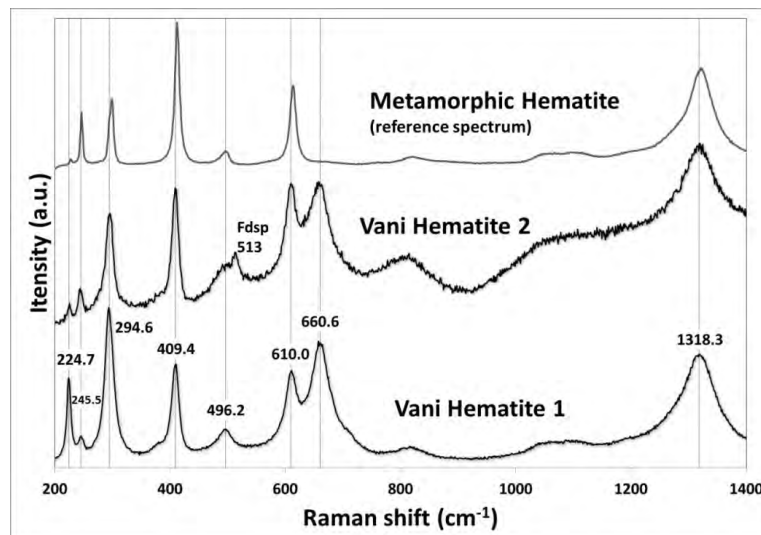 Metamorphic Hematite
(reference spectrum)
Vani Hematite 2
Fdsp
513
294.6
660.6
1318.3
224.7
409.4
610.0
245.5
496.2
Vani Hematite 1
Itensity (a.u.)
200 400 600 800 1000 1200 1400
Raman shift (cm-1)